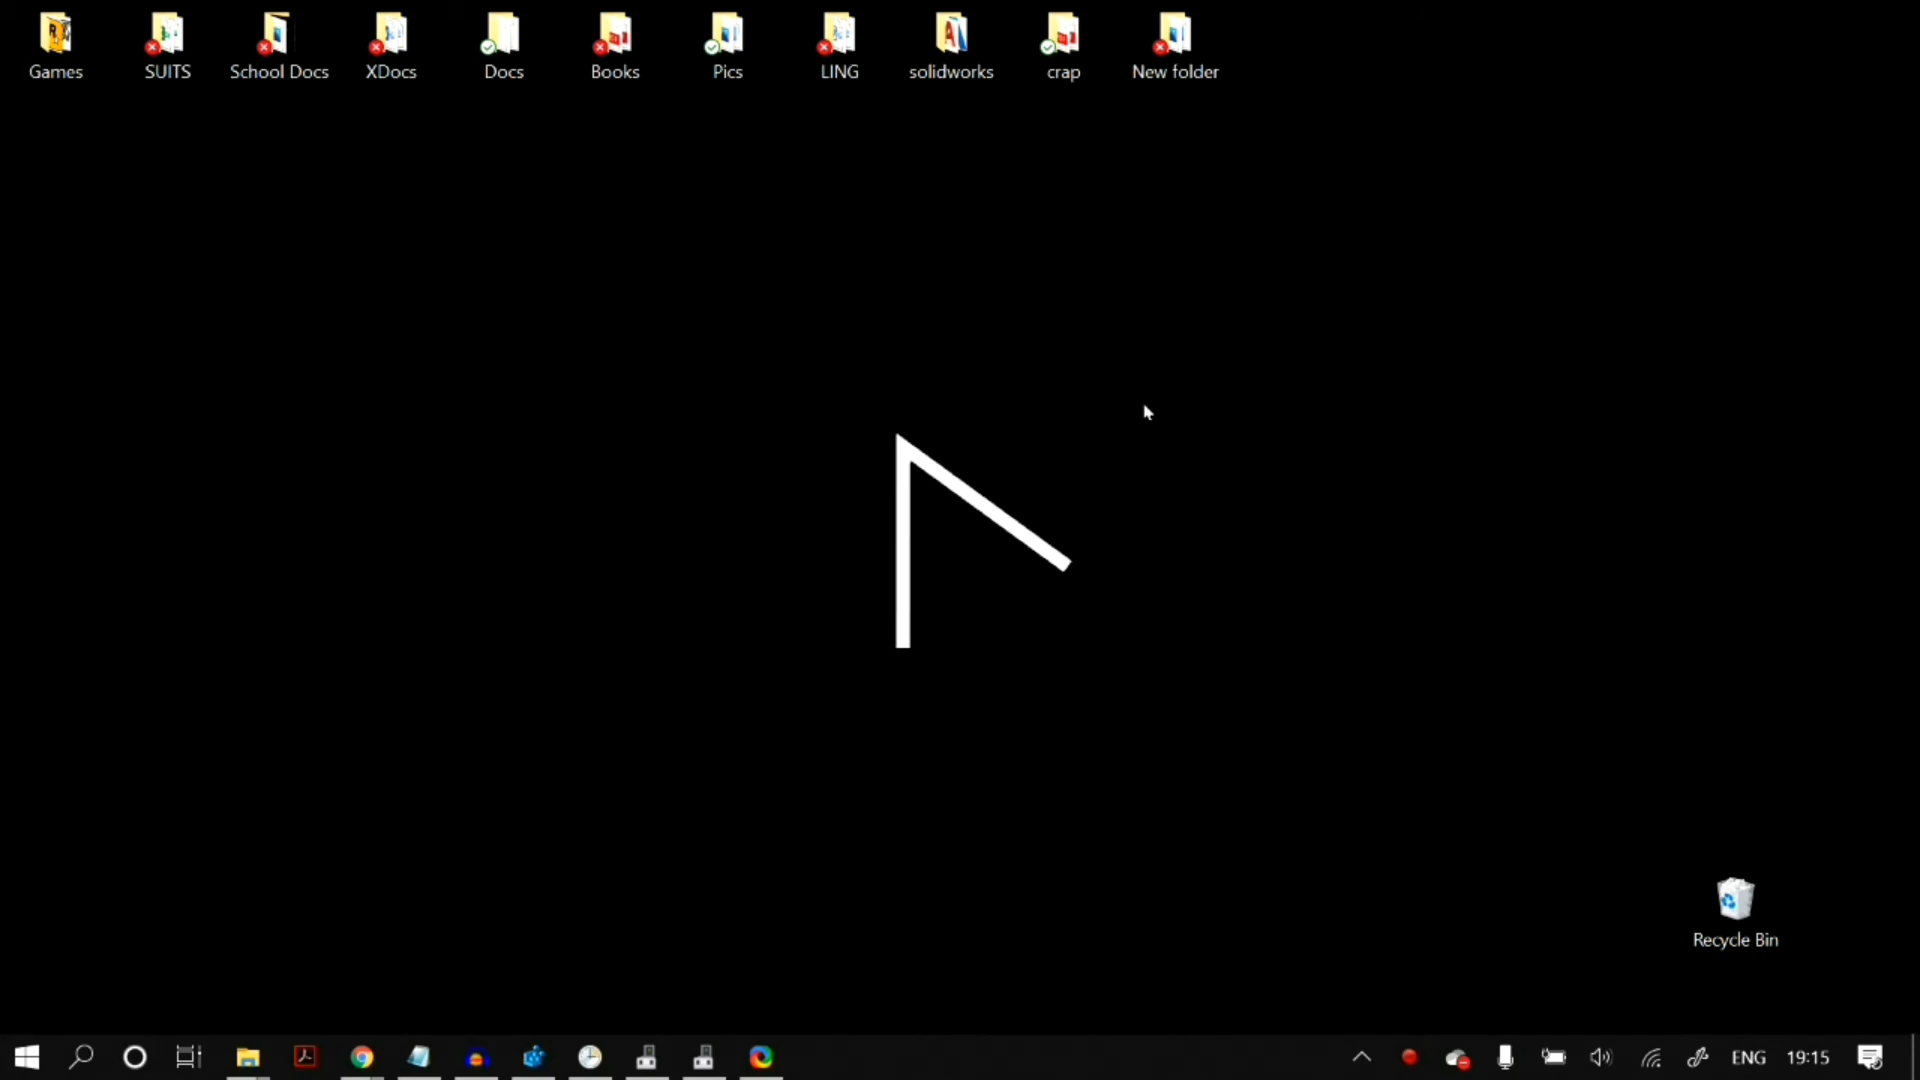 Games
SUITS
School Docs
XDocs
Docs
Books
Pics
LING
solidworks
crap
New folder
Recycle Bin
ENG
19:15